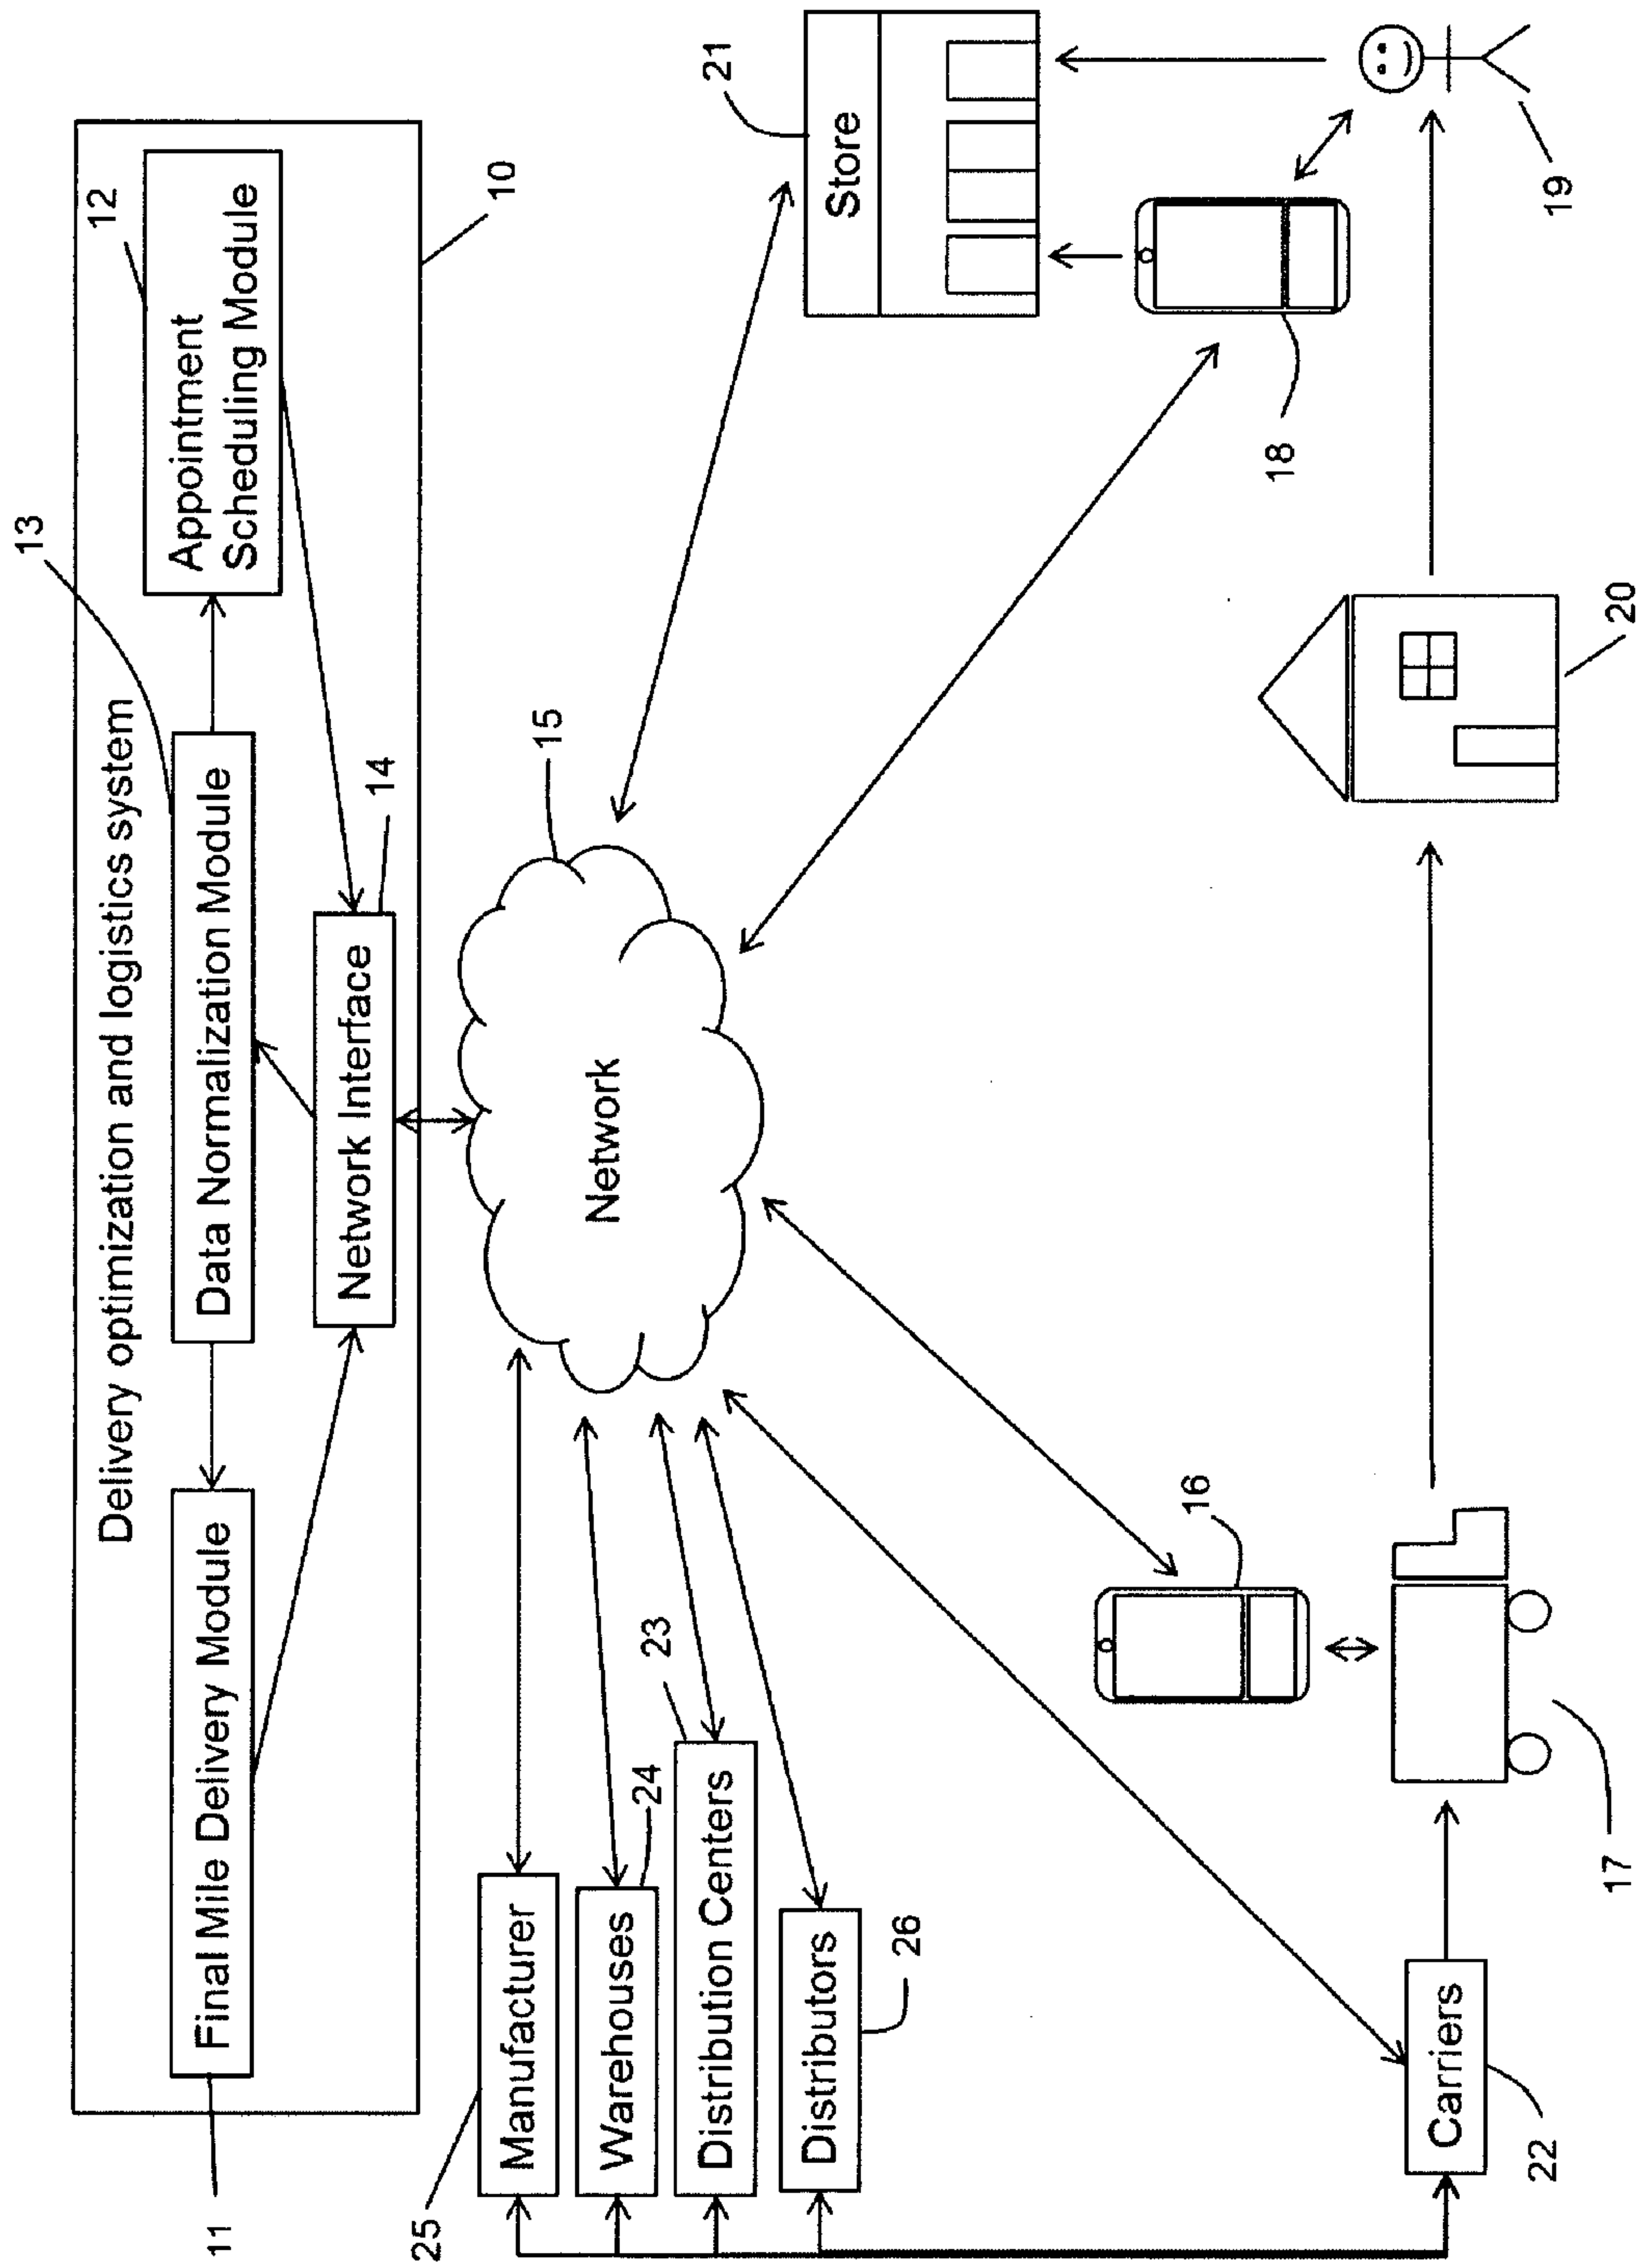 Delivery optimization and logistics system
11
Final Mile Delivery Module
13
Data Normalization Module
12
Appointment
Scheduling Module
14
Network Interface
10
25
Manufacturer
24
Warehouses
23
Distribution Centers
26
Distributors
15
Network
21
Store
16
18
22
Carriers
17
20
19